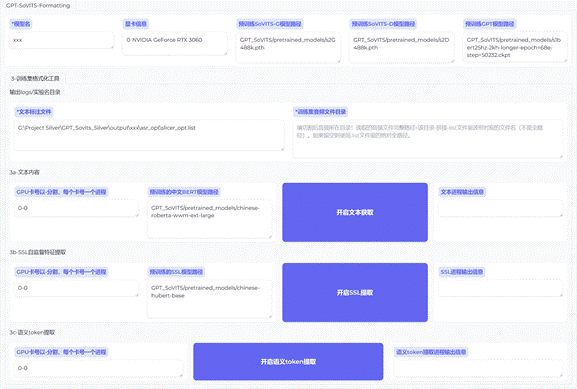 GPT-SoVITS-Formatting
*模型名
显卡信息
预训练SoVITS-G模型路径
预训练SoVITS-D模型路径
预训练GPT模型路径
xxx
0 NVIDIA GeForce RTX 3060
GPT_SoVITS/pretrained_models/s2G
488k.pth
GPT_SoVITS/pretrained_models/s2D
488k.pth
GPT_SoVITS/pretrained_models/s1b
ert25hz-2kh-longer-epoch=68e-
step=50232.ckpt
3-训练集格式化工具
输出logs/实验名目录
*文本标注文件
*训练集音频文件目录
G:\Project Silver\GPT_Sovits_Silver\output\xxx\asr_opt\slicer_opt.list
填切割后音频所在目录！读取的音频文件完整路径=该目录-拼接-list文件里波形对应的文件名（不是全路
径）。如果留空则使用.list文件里的绝对全路径。
3a-文本内容
GPU卡号以-分割，每个卡号一个进程
预训练的中文BERT模型路径
开启文本获取
文本进程输出信息
0-0
GPT_SoVITS/pretrained_models/chinese-
roberta-wwm-ext-large
3b-SSL自监督特征提取
GPU卡号以-分割，每个卡号一个进程
预训练的SSL模型路径
开启SSL提取
SSL进程输出信息
0-0
GPT_SoVITS/pretrained_models/chinese-
hubert-base
3c-语义token提取
GPU卡号以-分割，每个卡号一个进程
开启语义token提取
语义token提取进程输出信息
0-0